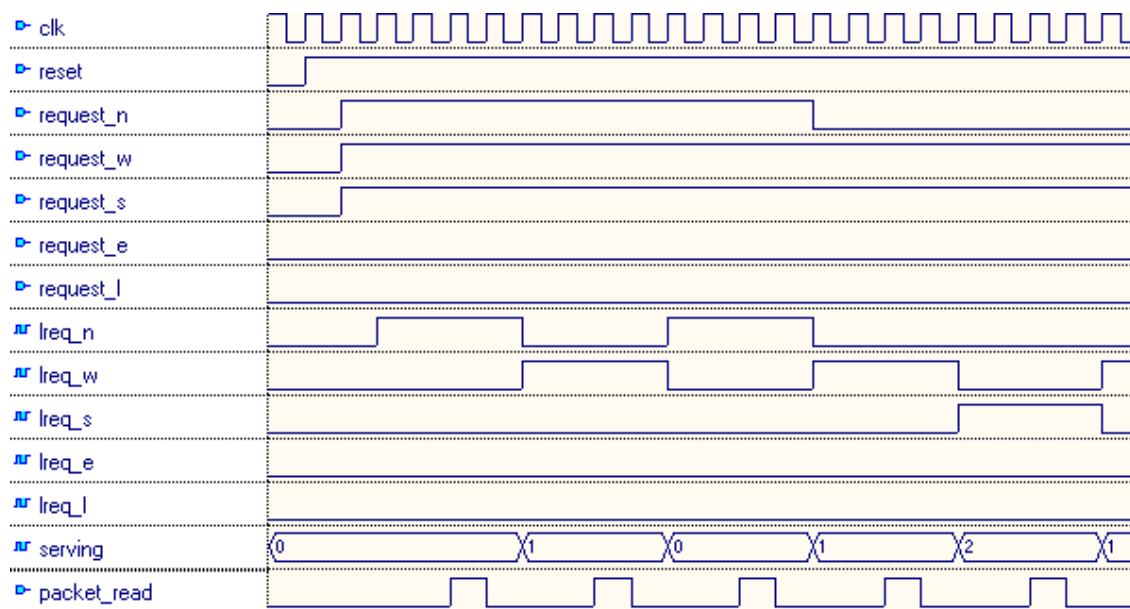 clk
reset
request_n
request_w
request_s
request_e
request_l
lreq_n
lreq_w
lreq_s
lreq_e
lreq_l
serving 0 1 0 1 2 1
packet_read